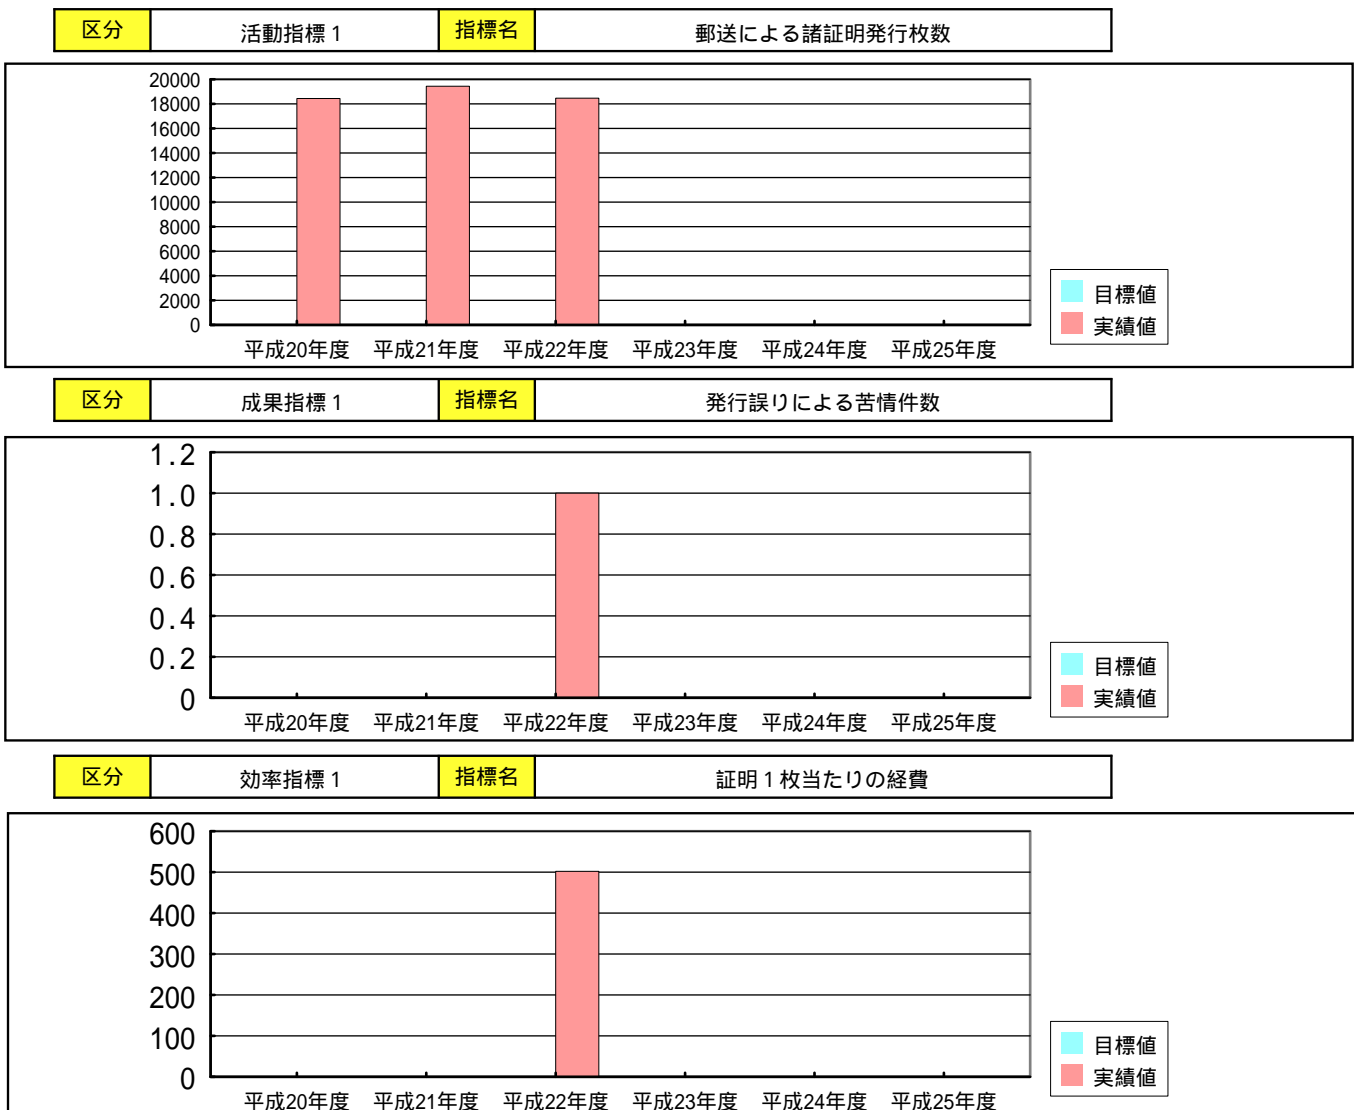 区分 活動指標1 指標名 郵送による諸証明発行枚数
20000
18000
16000
14000
12000
10000
8000
6000
4000
2000
0
平成20年度 平成21年度 平成22年度 平成23年度 平成24年度 平成25年度
目標値
実績値
区分 成果指標1 指標名 発行誤りによる苦情件数
1.2
1.0
0.8
0.6
0.4
0.2
0
平成20年度 平成21年度 平成22年度 平成23年度 平成24年度 平成25年度
目標値
実績値
区分 効率指標1 指標名 証明1枚当たりの経費
600
500
400
300
200
100
0
平成20年度 平成21年度 平成22年度 平成23年度 平成24年度 平成25年度
目標値
実績値